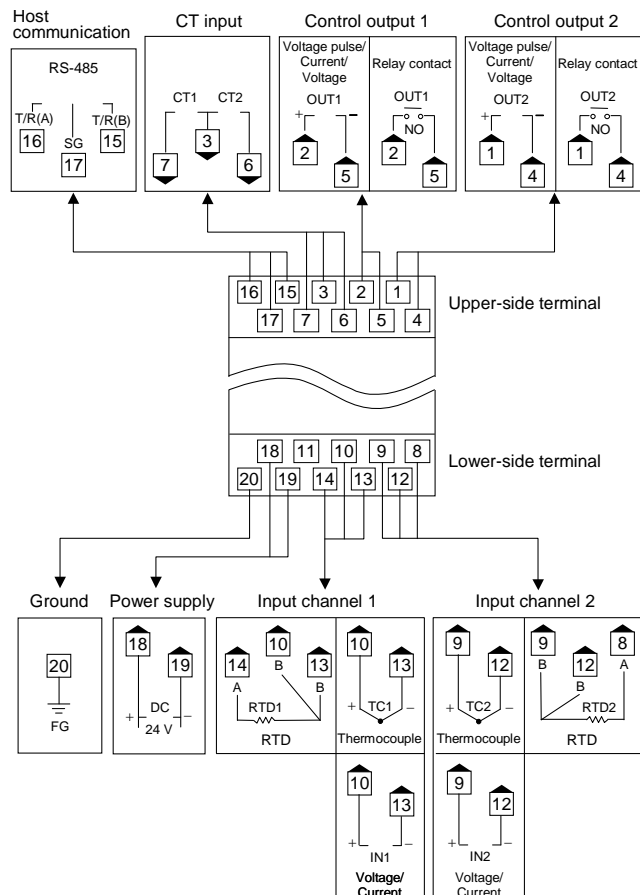 Host
communication
CT input
Control output 1
Control output 2
RS-485
T/R(A)
T/R(B)
16
SG
15
17
CT1
CT2
3
7
6
Voltage pulse/
Current/
Voltage
Relay contact
OUT1
OUT1
+
−
NO
2
5
2
5
Voltage pulse/
Current/
Voltage
Relay contact
OUT2
OUT2
+
−
NO
1
4
1
4
16
15
3
2
1
17
7
6
5
4
Upper-side terminal
18
11
10
9
8
20
19
14
13
12
Lower-side terminal
Ground
Power supply
Input channel 1
Input channel 2
20
FG
18
19
+
DC
−
24 V
14
10
13
A
B
B
RTD1
RTD
10
13
+
TC1
−
Thermocouple
10
13
+
−
IN1
Voltage/
Current
9
12
+
TC2
−
Thermocouple
9
12
+
−
IN2
Voltage/
Current
9
12
8
B
B
A
RTD2
RTD